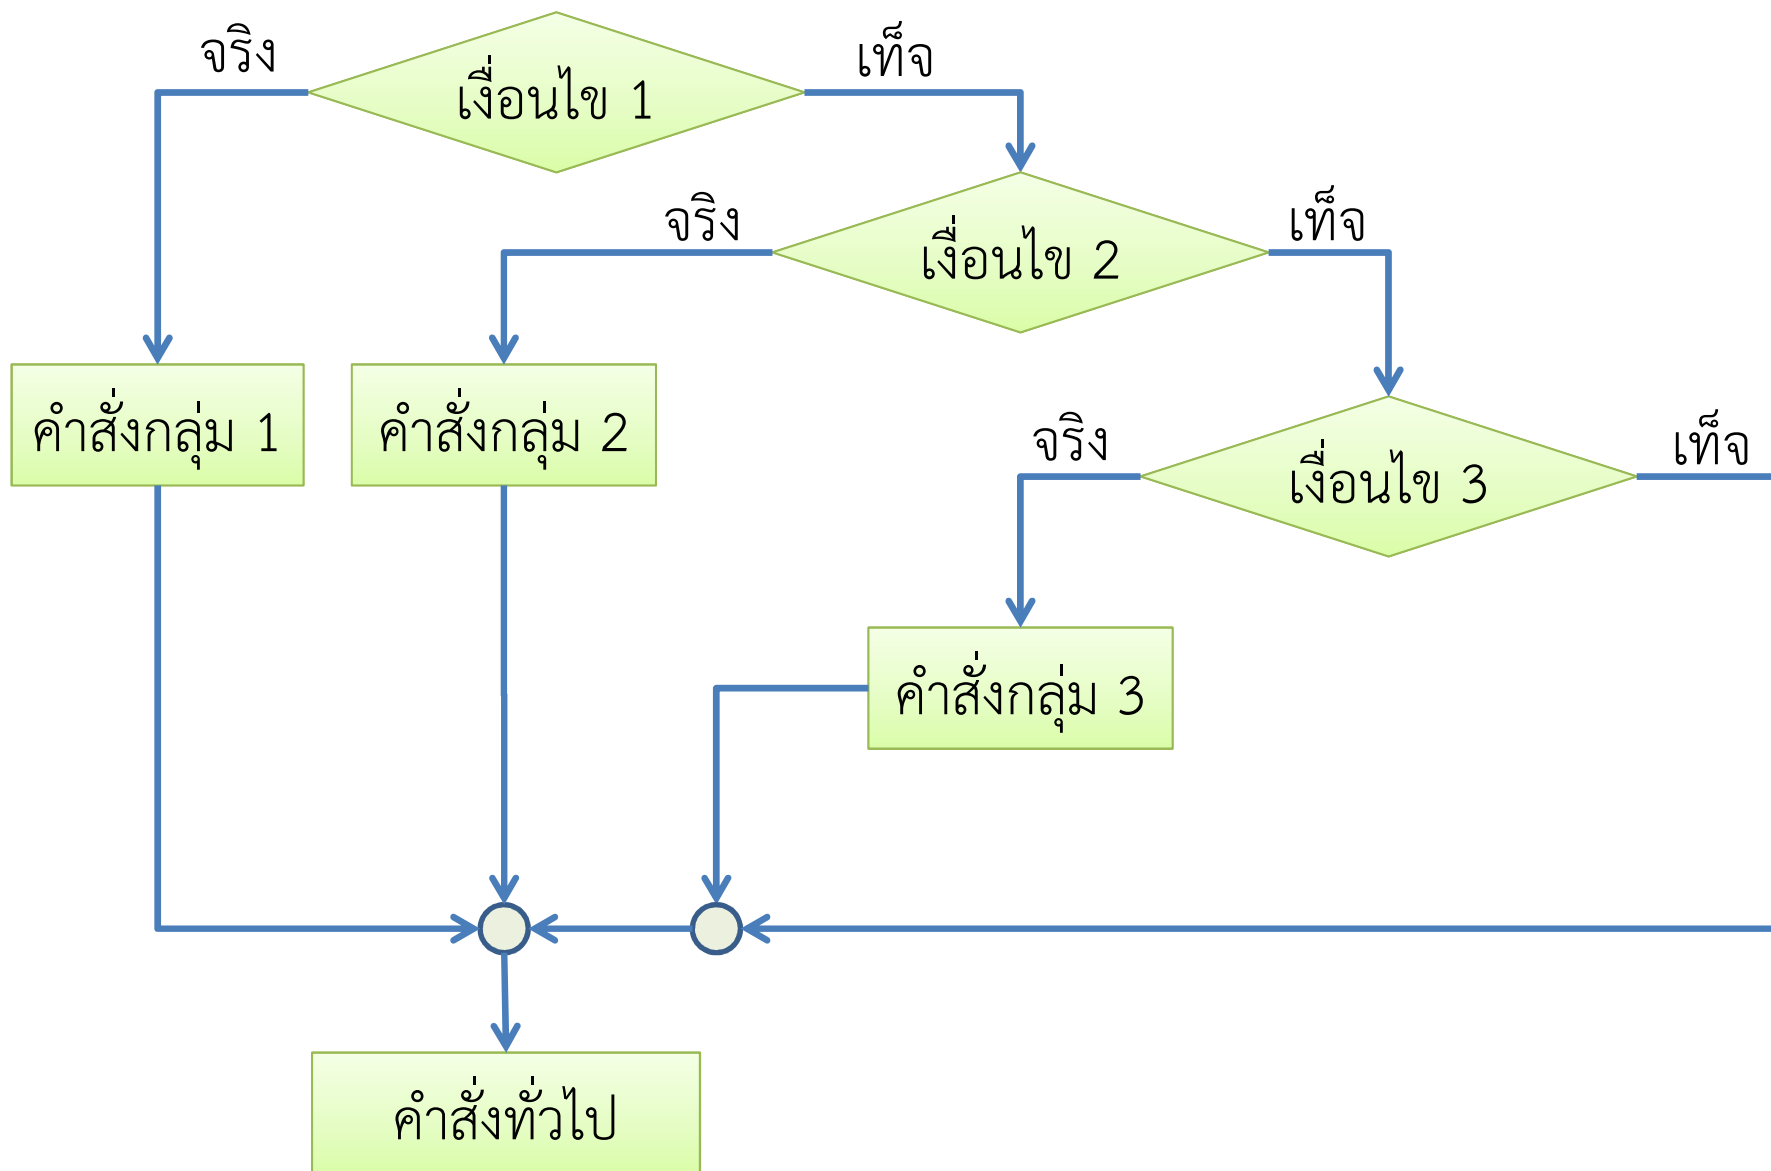 จริง
เท็จ
เงื่อนไข 1
จริง
เท็จ
เงื่อนไข 2
คำสั่งกลุ่ม 1
คำสั่งกลุ่ม 2
จริง
เท็จ
เงื่อนไข 3
คำสั่งกลุ่ม 3
คำสั่งทั่วไป